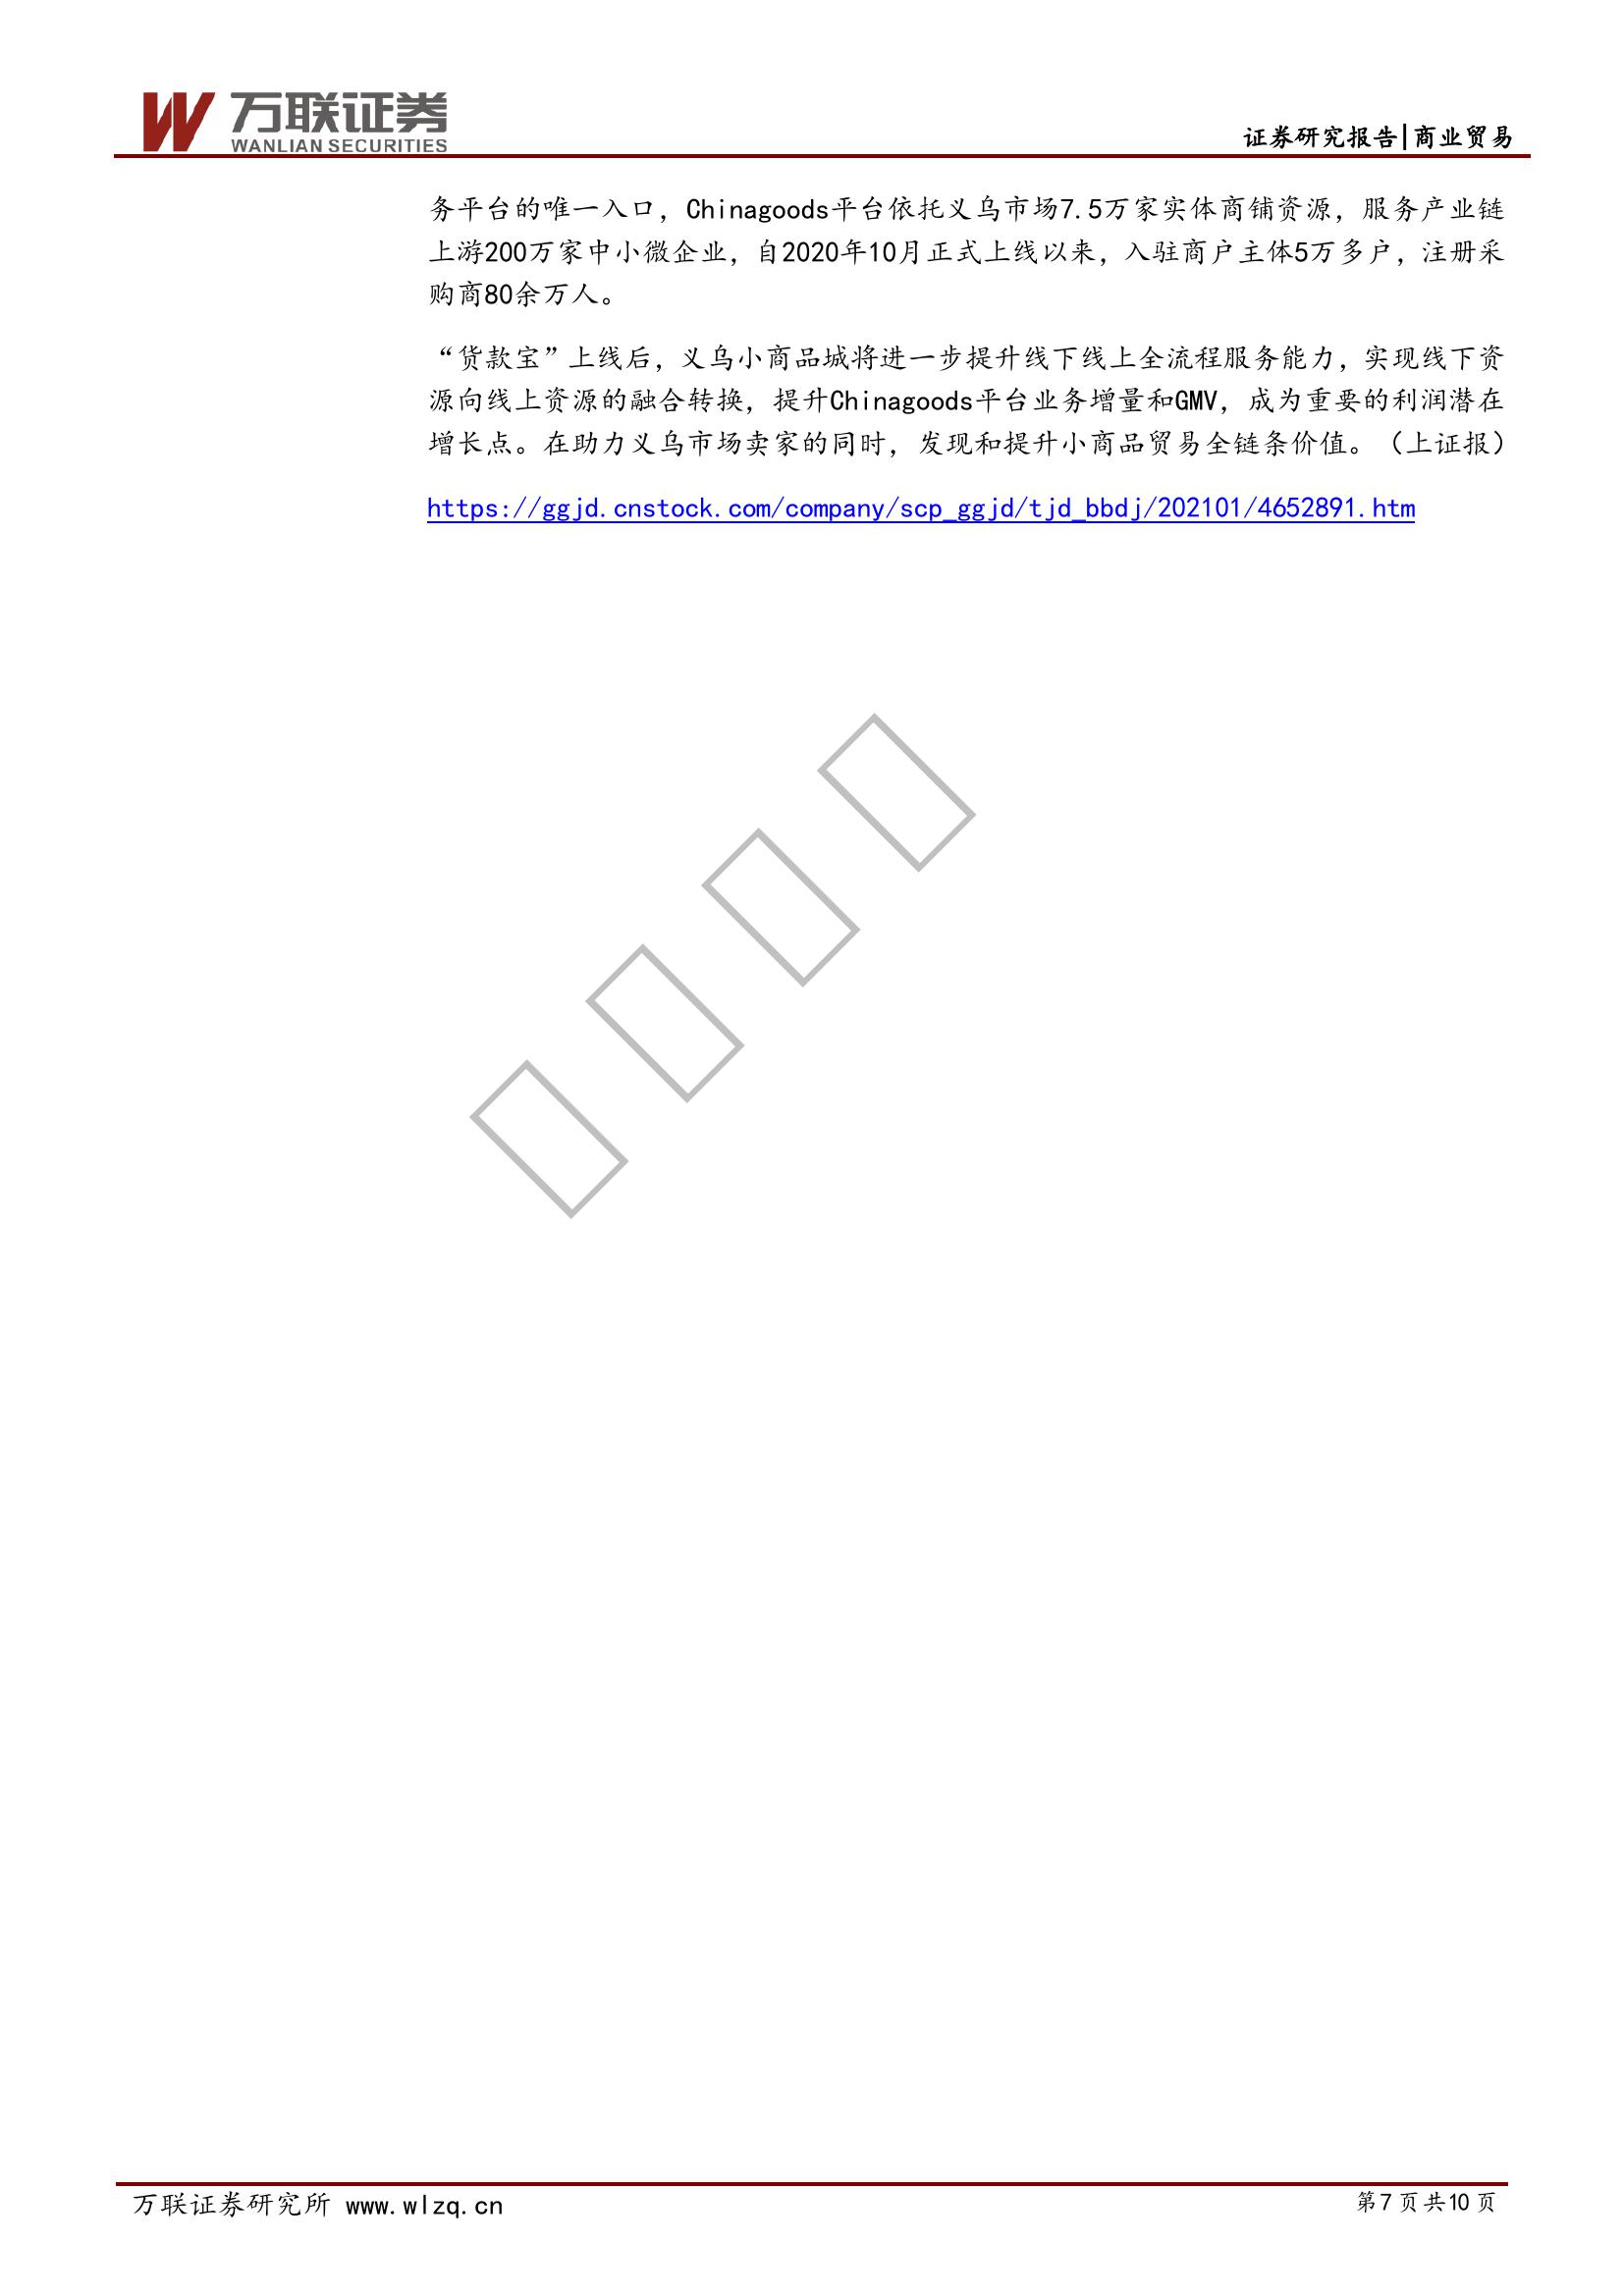 万联证券
WANLIAN SECURITIES
证券研究报告|商业贸易
务平台的唯一入口，Chinagoods平台依托义乌市场7.5万家实体商铺资源，服务产业链
上游200万家中小微企业，自2020年10月正式上线以来，入驻商户主体5万多户，注册采
购商80余万人。
“货款宝”上线后，义乌小商品城将进一步提升线下线上全流程服务能力，实现线下资
源向线上资源的融合转换，提升Chinagoods平台业务增量和GMV，成为重要的利润潜在
增长点。在助力义乌市场卖家的同时，发现和提升小商品贸易全链条价值。（上证报）
https://ggjd.cnstock.com/company/scp_ggjd/tjd_bbdj/202101/4652891.htm
万联证券研究所 www.wlzq.cn
第7页共10页